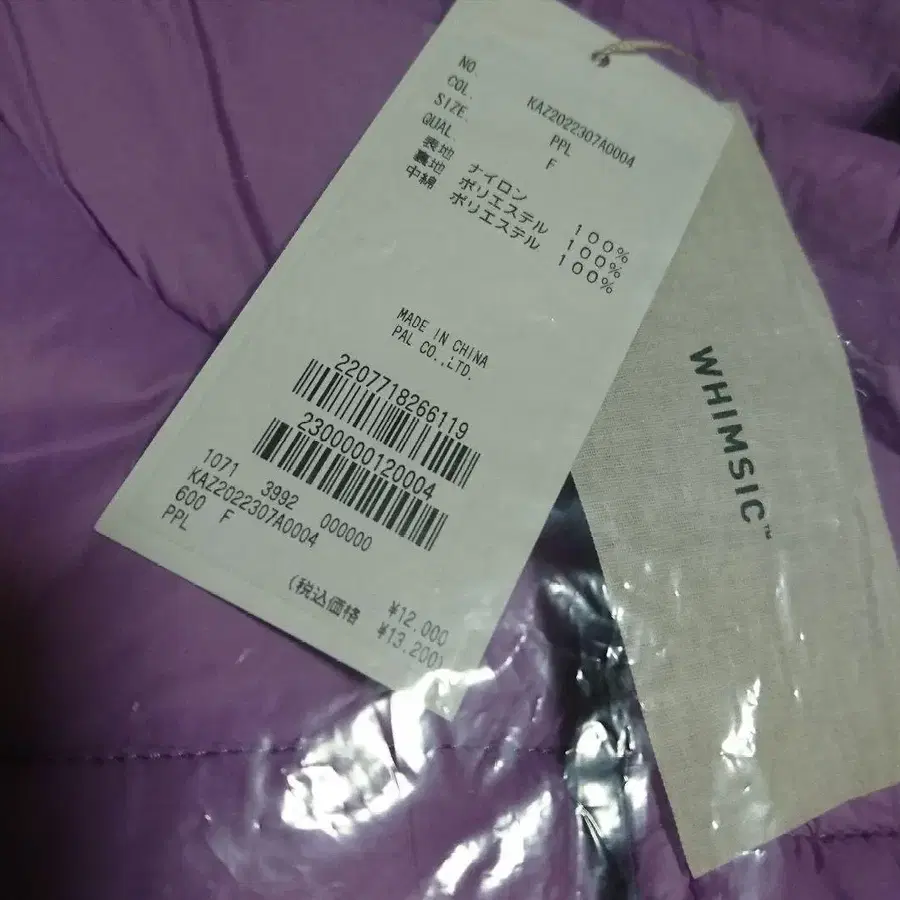 NO. KAZ2022307A0004
COL. PPL
SIZE. F
QUAL.
表地 ナイロン 100%
裏地 ポリエステル 100%
中綿 ポリエステル 100%
MADE IN CHINA
PAL CO.,LTD.
2207718266119
2300000120004
1071 3992 000000
KAZ2022307A0004
600 F
PPL
¥12,000
(税込価格 ¥13,200)
WHIMSIC™